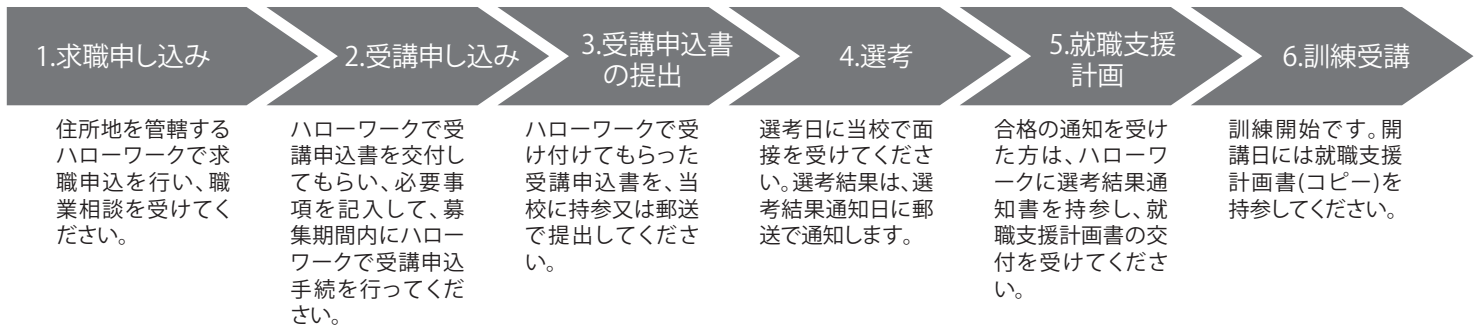 1.求職申し込み
住所地を管轄する
ハローワークで求
職申込を行い、職
業相談を受けてく
ださい。
2.受講申し込み
ハローワークで受
講申込書を交付し
てもらい、必要事
項を記入して、募
集期間内にハロー
ワークで受講申込
手続を行ってくだ
さい。
3.受講申込書
の提出
ハローワークで受
け付けてもらった
受講申込書を、当
校に持参又は郵送
で提出してくださ
い。
4.選考
選考日に当校で面
接を受けてくださ
い。選考結果は、選
考結果通知日に郵
送で通知します。
5.就職支援
計画
合格の通知を受け
た方は、ハローワ
ークに選考結果通
知書を持参し、就
職支援計画書の交
付を受けてくださ
い。
6.訓練受講
訓練開始です。開
講日には就職支援
計画書(コピー)を
持参してください。